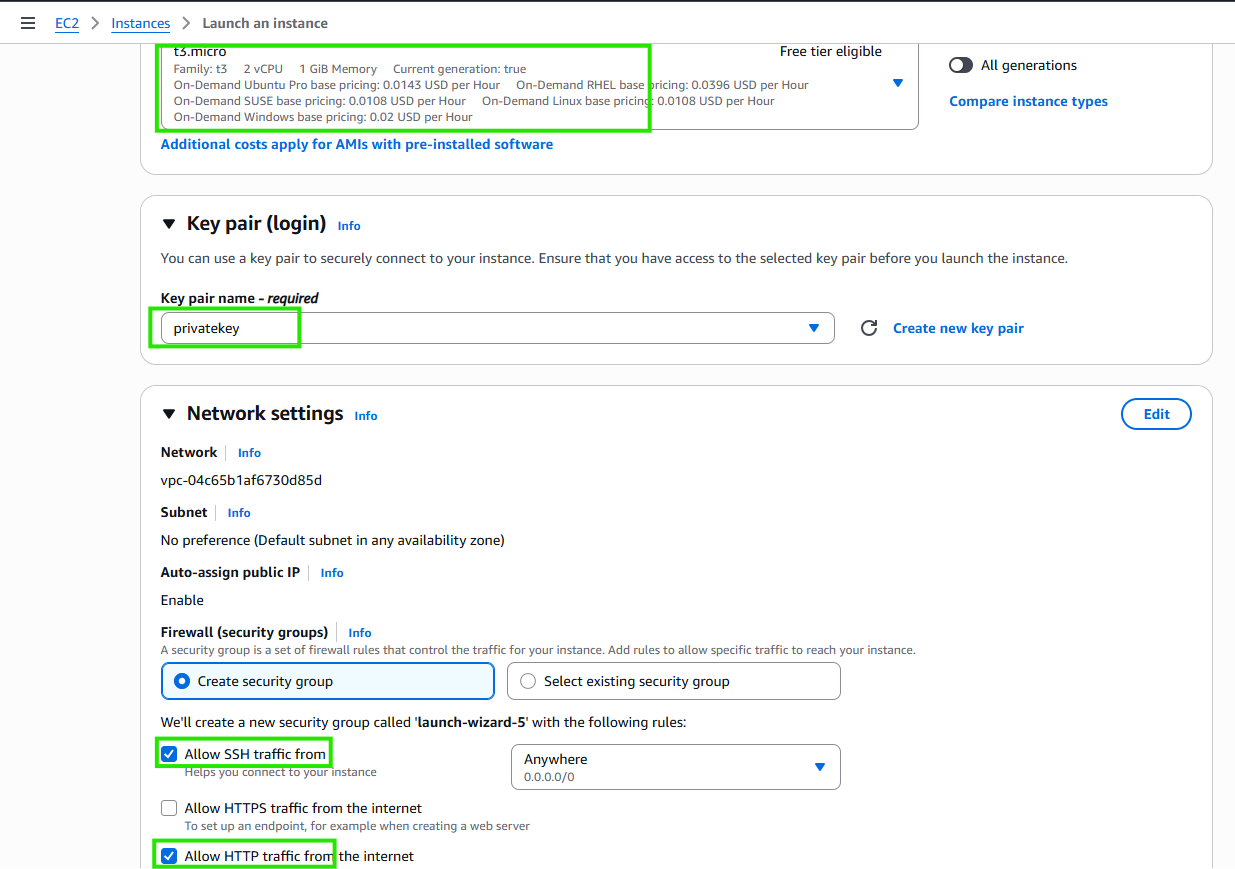 EC2 > Instances > Launch an instance
t3.micro Free tier eligible
Family: t3 2 vCPU 1 GiB Memory Current generation: true
On-Demand Ubuntu Pro base pricing: 0.0143 USD per Hour On-Demand RHEL base pricing: 0.0396 USD per Hour
On-Demand SUSE base pricing: 0.0108 USD per Hour On-Demand Linux base pricing: 0.0108 USD per Hour
On-Demand Windows base pricing: 0.02 USD per Hour
All generations
Compare instance types
Additional costs apply for AMIs with pre-installed software
Key pair (login) Info
You can use a key pair to securely connect to your instance. Ensure that you have access to the selected key pair before you launch the instance.
Key pair name - required
privatekey
Create new key pair
Network settings Info
Edit
Network Info
vpc-04c65b1af6730d85d
Subnet Info
No preference (Default subnet in any availability zone)
Auto-assign public IP Info
Enable
Firewall (security groups) Info
A security group is a set of firewall rules that control the traffic for your instance. Add rules to allow specific traffic to reach your instance.
Create security group
Select existing security group
We'll create a new security group called 'launch-wizard-5' with the following rules:
Allow SSH traffic from
Helps you connect to your instance
Anywhere
0.0.0.0/0
Allow HTTPS traffic from the internet
To set up an endpoint, for example when creating a web server
Allow HTTP traffic from the internet